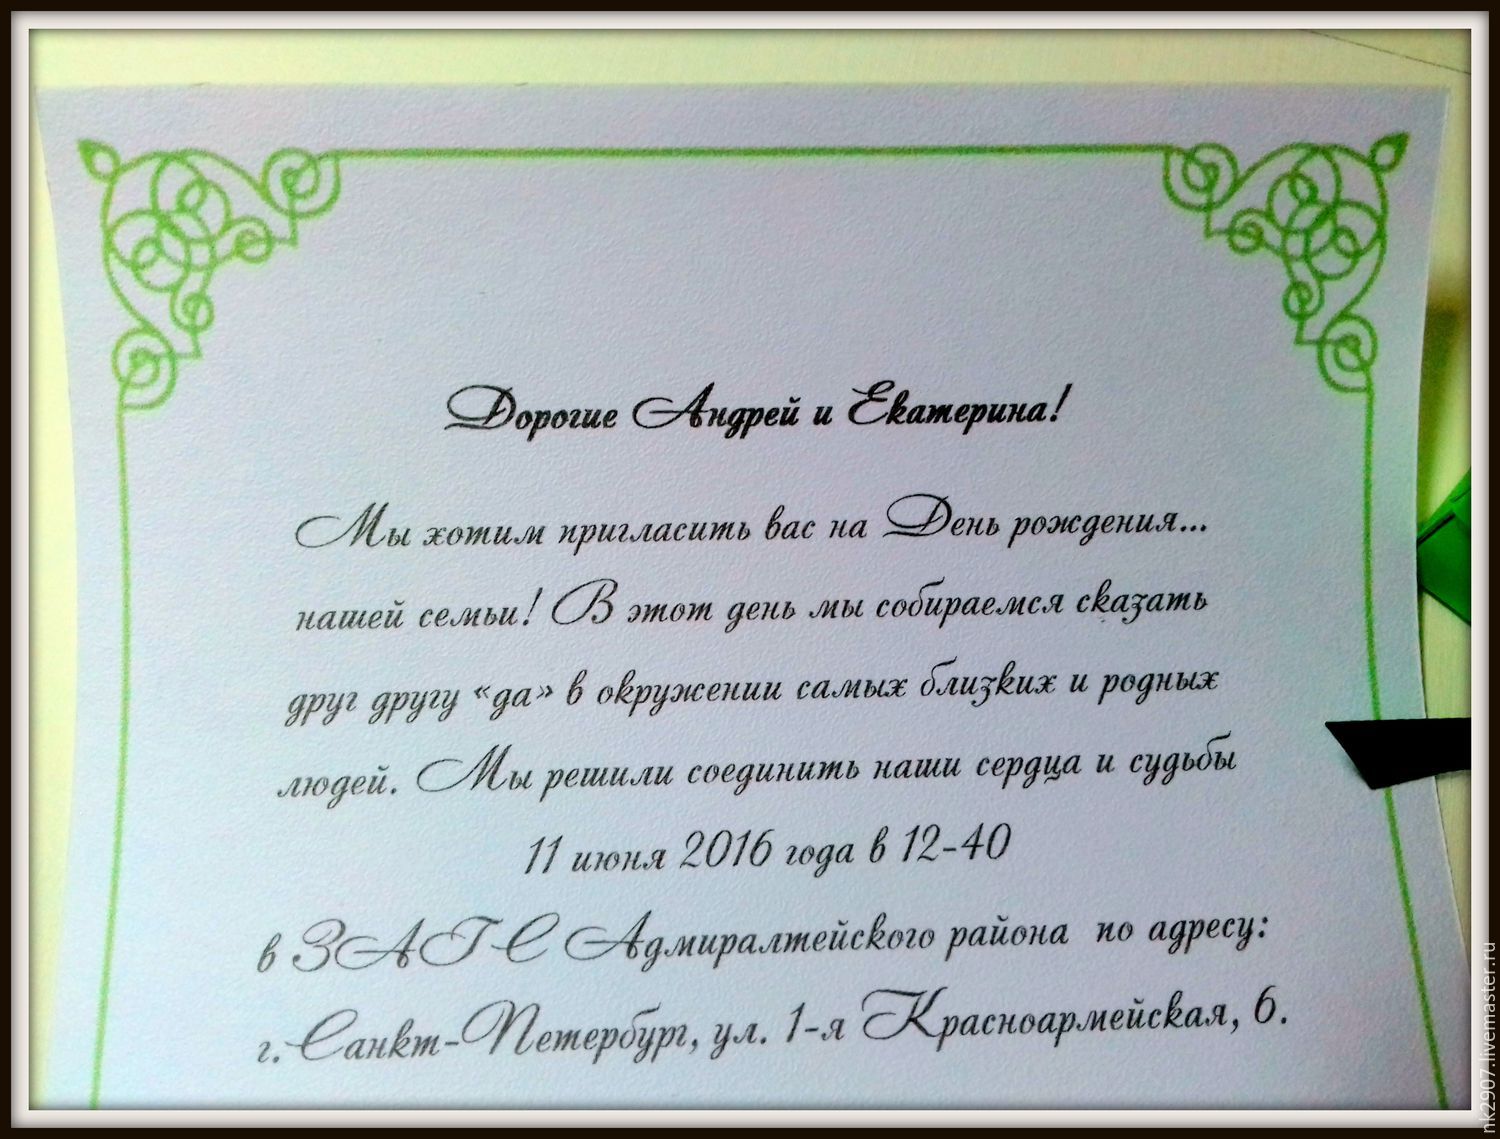 Дорогие Андрей и Екатерина!
Мы хотим пригласить вас на День рождения...
нашей семьи! В этот день мы собираемся сказать
друг другу «да» в окружении самых близких и родных
людей. Мы решили соединить наши сердца и судьбы
11 июня 2016 года в 12-40
в ЗАГС Адмиралтейского района по адресу:
г. Санкт-Петербург, ул. 1-я Красноармейская, 6.
nk2907.livemaster.ru